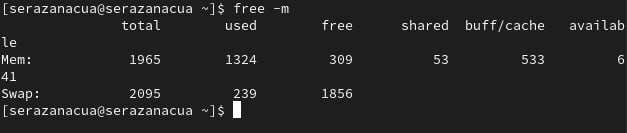 [serazanacua@serazanacua ~]$ free -m
               total        used        free      shared  buff/cache   availab
le
Mem:            1965        1324         309          53         533         6
41
Swap:           2095         239        1856
[serazanacua@serazanacua ~]$